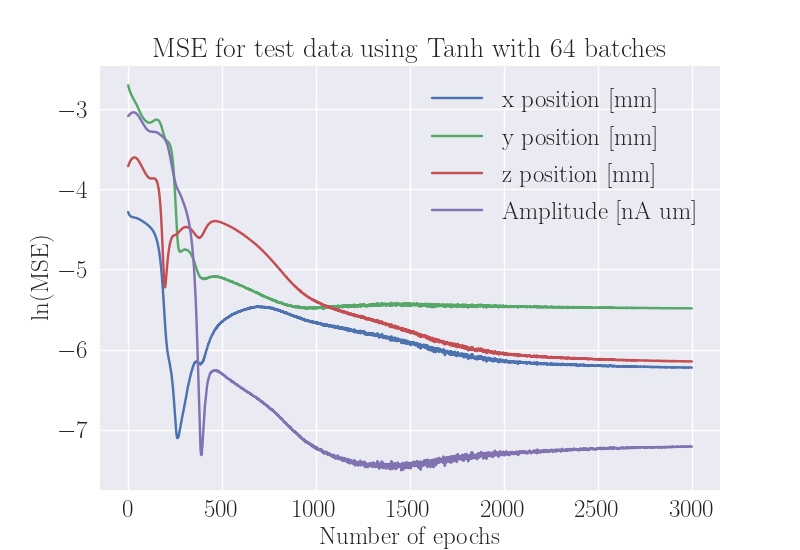 MSE for test data using Tanh with 64 batches
x position [mm]
y position [mm]
z position [mm]
Amplitude [nA um]
ln(MSE)
−3
−4
−5
−6
−7
0 500 1000 1500 2000 2500 3000
Number of epochs